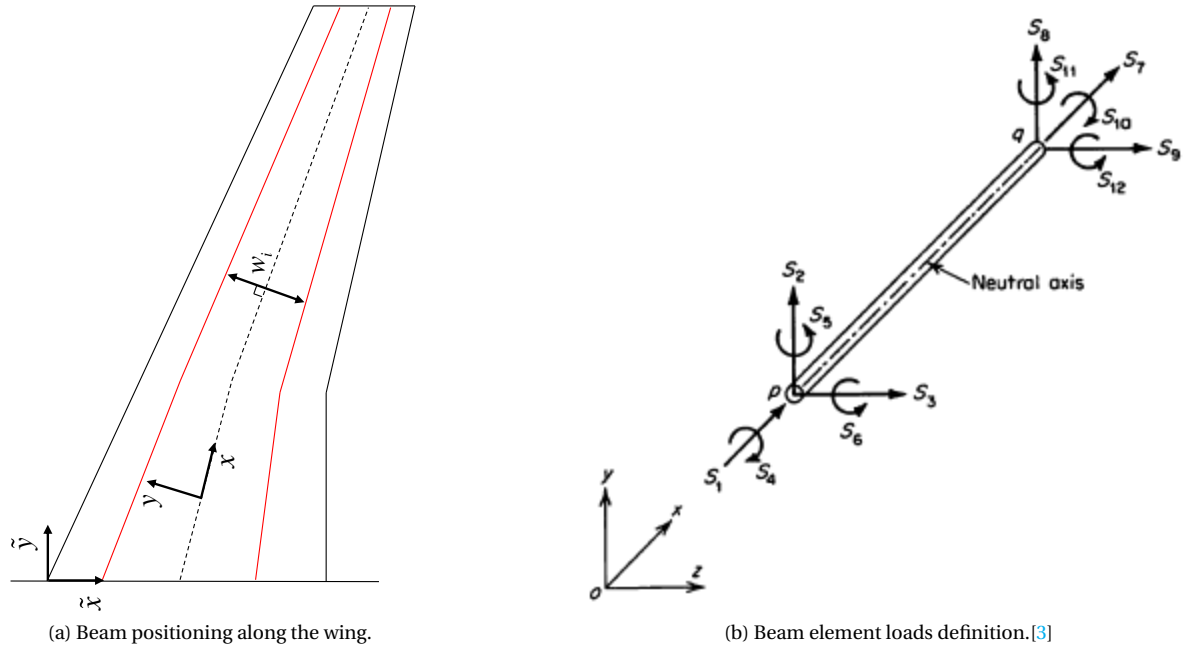 wᵢ
x
y
ỹ
x̃
(a) Beam positioning along the wing.
S₈
S₁₁
S₇
S₁₀
q
S₉
S₁₂
Neutral axis
S₂
S₅
p
S₃
S₆
S₁
S₄
y
x
z
o
(b) Beam element loads definition.[3]